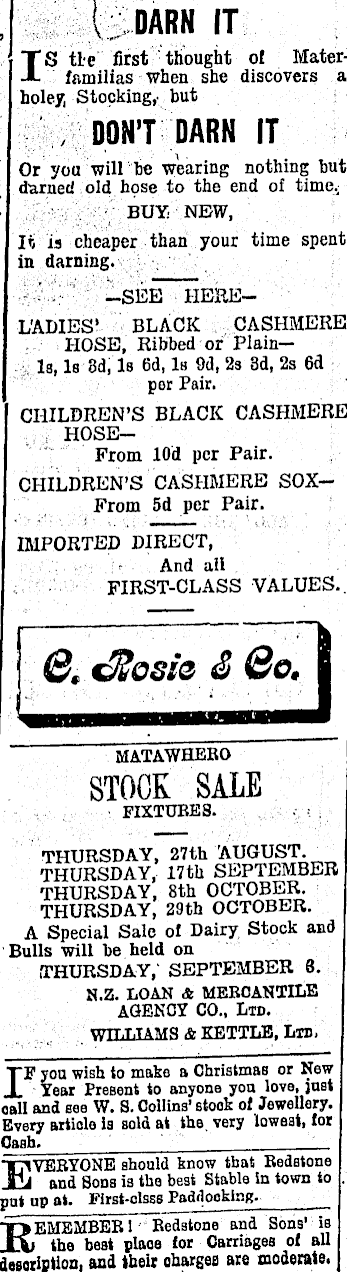 DARN IT
IS the first thought of Mater-
familias when she discovers a
holey, Stocking, but
DON'T DARN IT
Or you will be wearing nothing but
darned old hose to the end of time.
BUY NEW,
It is cheaper than your time spent
in darning.
—SEE HERE—
LADIES' BLACK CASHMERE
HOSE, Ribbed or Plain—
1s, 1s 3d, 1s 6d, 1s 9d, 2s 3d, 2s 6d
per Pair.
CHILDREN'S BLACK CASHMERE
HOSE—
From 10d per Pair.
CHILDREN'S CASHMERE SOX—
From 5d per Pair.
IMPORTED DIRECT,
And all
FIRST-CLASS VALUES.
C. Rosie & Co.
MATAWHERO
STOCK SALE
FIXTURES.
THURSDAY, 27th AUGUST.
THURSDAY, 17th SEPTEMBER
THURSDAY, 8th OCTOBER.
THURSDAY, 29th OCTOBER.
A Special Sale of Dairy Stock and
Bulls will be held on
THURSDAY, SEPTEMBER 3.
N.Z. LOAN & MERCANTILE
AGENCY CO., LTD.
WILLIAMS & KETTLE, LTD.
IF you wish to make a Christmas or New
Year Present to anyone you love, just
call and see W. S. Collins' stock of Jewellery.
Every article is sold at the very lowest, for
Cash.
EVERYONE should know that Redstone
and Sons is the best Stable in town to
put up at. First-clsss Paddocking.
REMEMBER! Redstone and Sons' is
the best place for Carriages of all
description, and their charges are moderate.